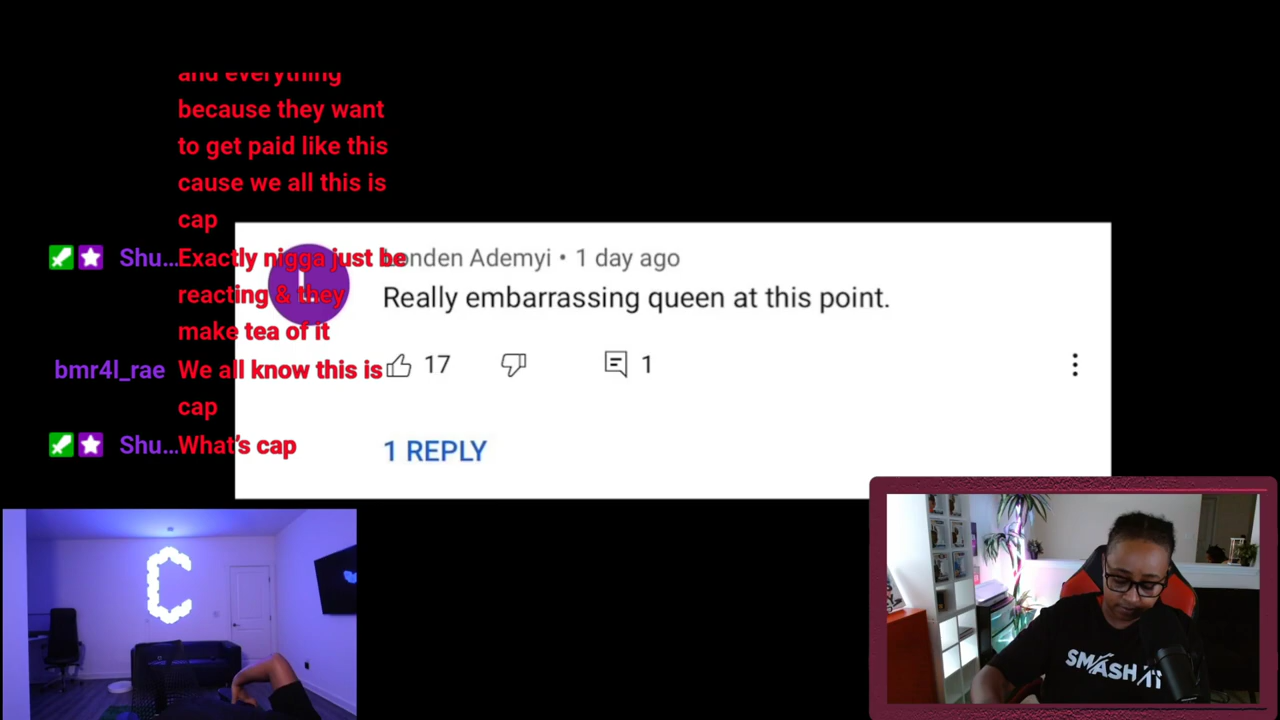 and everything
because they want
to get paid like this
cause we all this is
cap
Shu... Exactly nigga just be
reacting & they
make tea of it
bmr4l_rae We all know this is
cap
Shu... What's cap
Ademyi • 1 day ago
Really embarrassing queen at this point.
17 1
1 REPLY
C
SMASH IT